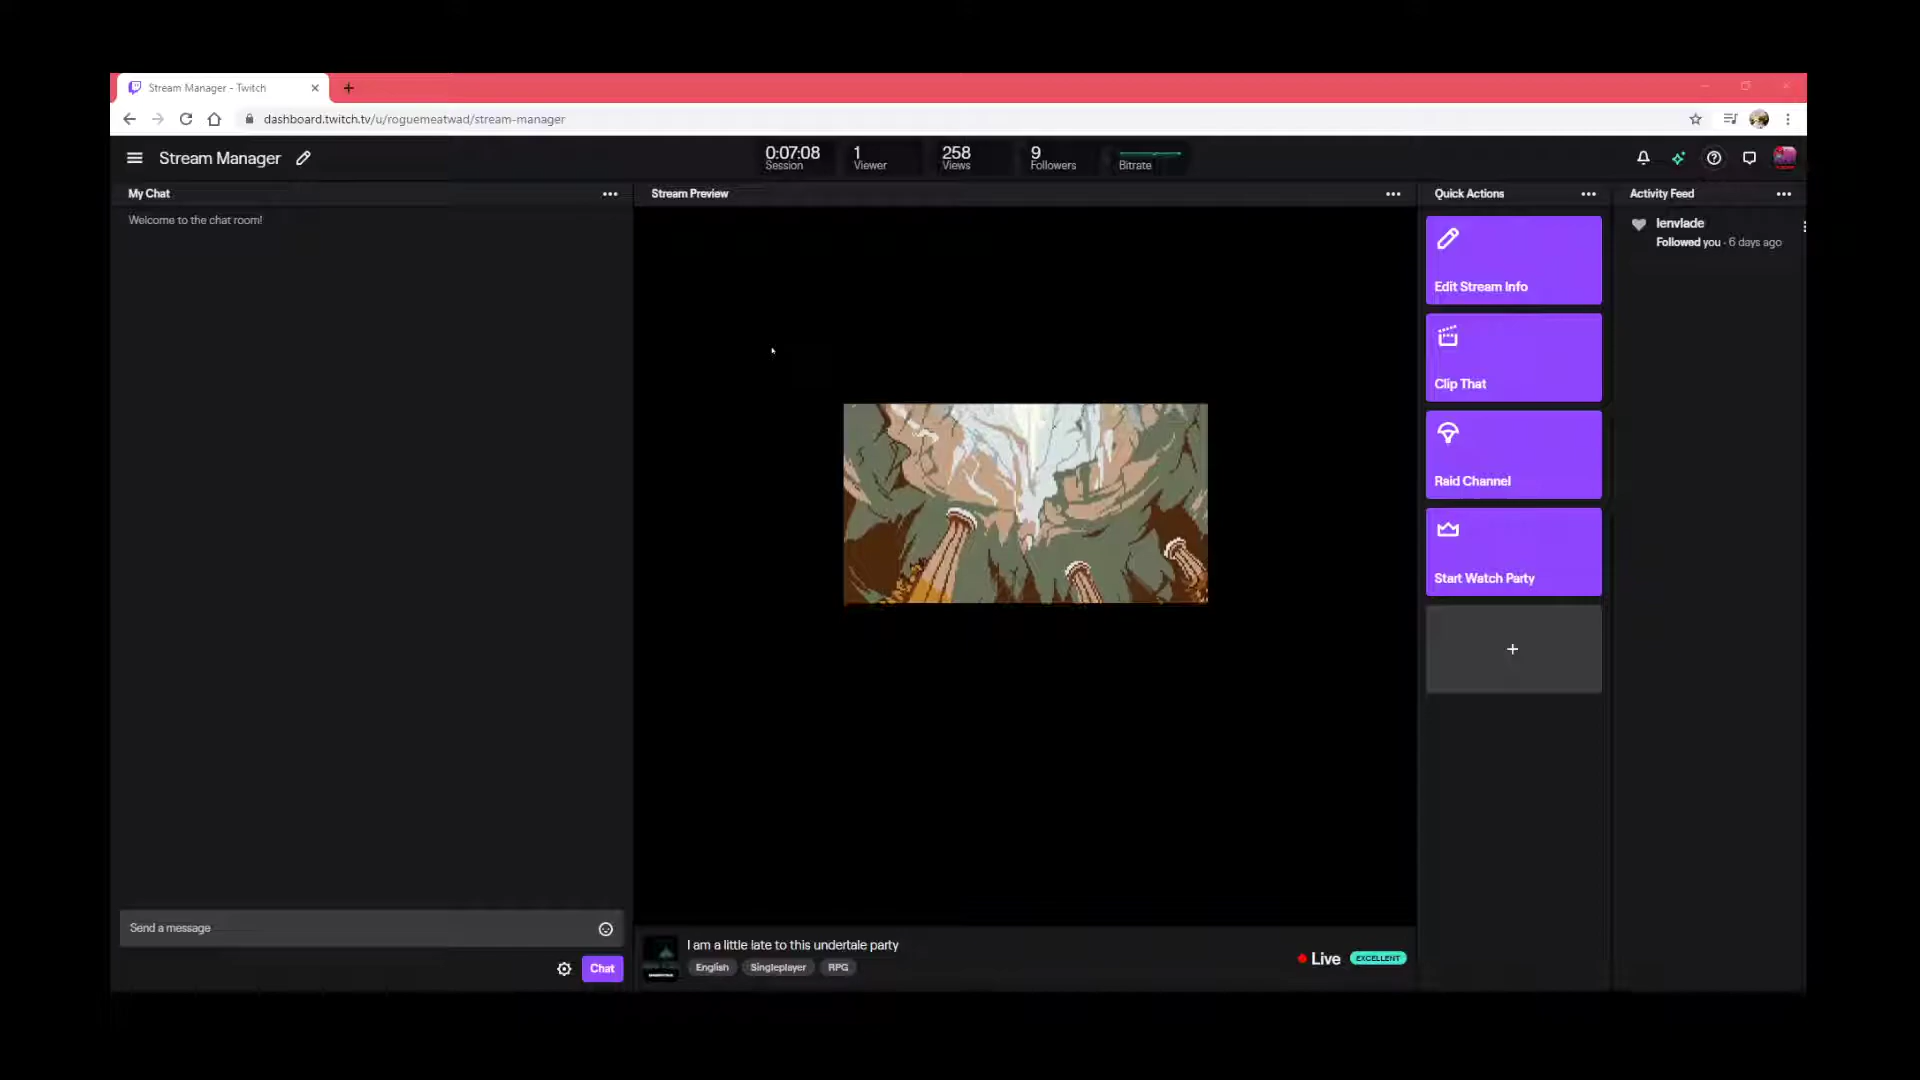 Stream Manager - Twitch
dashboard.twitch.tv/u/roguemeatwad/stream-manager
Stream Manager
0:07:08
Session
1
Viewer
258
Views
9
Followers
Bitrate
My Chat
Welcome to the chat room!
Send a message
Chat
Stream Preview
I am a little late to this undertale party
English
Singleplayer
RPG
Live
EXCELLENT
Quick Actions
Edit Stream Info
Clip That
Raid Channel
Start Watch Party
Activity Feed
lenvlade
Followed you · 6 days ago